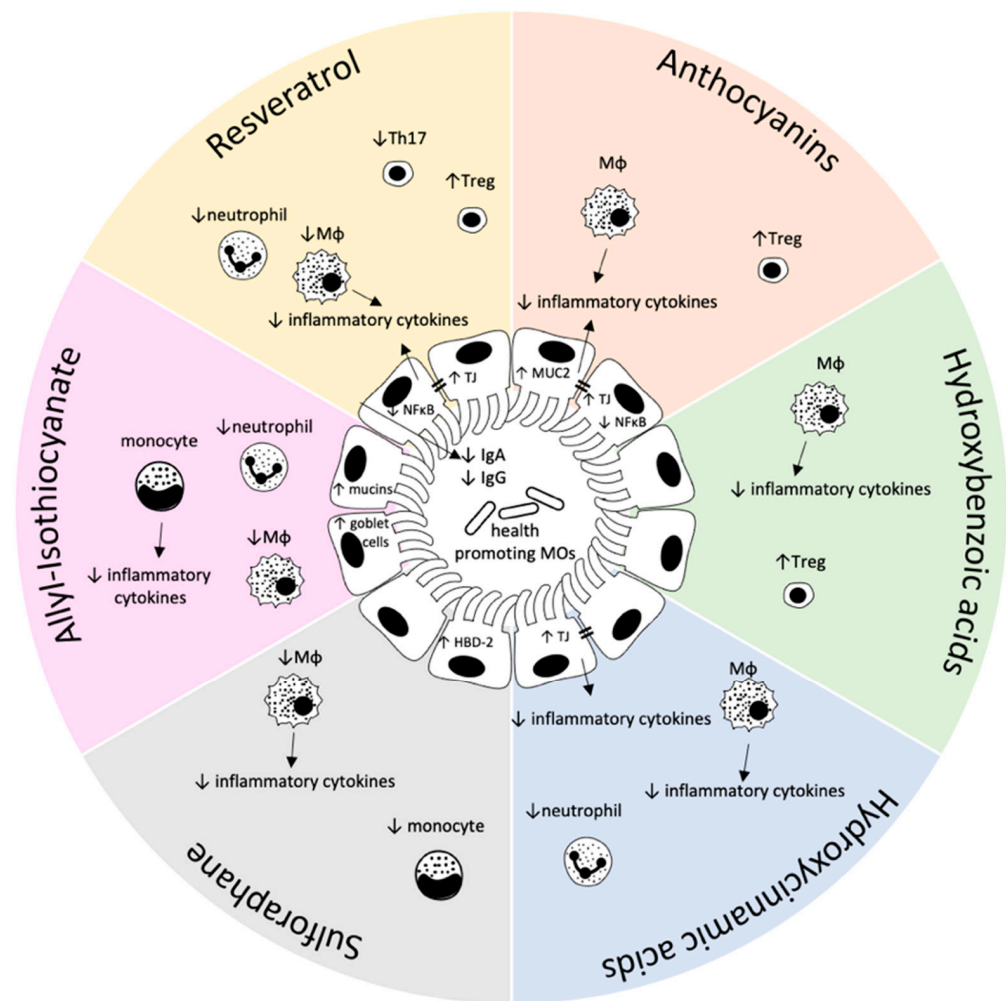 Resveratrol
↓Th17
↑Treg
↓neutrophil
↓Mϕ
↓ inflammatory cytokines
↑ TJ
↓ NFκB
Anthocyanins
Mϕ
↑Treg
↓ inflammatory cytokines
↑ MUC2
↑ TJ
↓ NFκB
Hydroxybenzoic acids
Mϕ
↓ inflammatory cytokines
↑Treg
Hydroxycinnamic acids
↑ TJ
↓ inflammatory cytokines
Mϕ
↓ inflammatory cytokines
↓neutrophil
Sulforaphane
↑ HBD-2
↓Mϕ
↓ inflammatory cytokines
↓ monocyte
Allyl-Isothiocyanate
monocyte
↓neutrophil
↓ inflammatory
cytokines
↓Mϕ
↑ mucins
↑ goblet
cells
↓ IgA
↓ IgG
health
promoting MOs